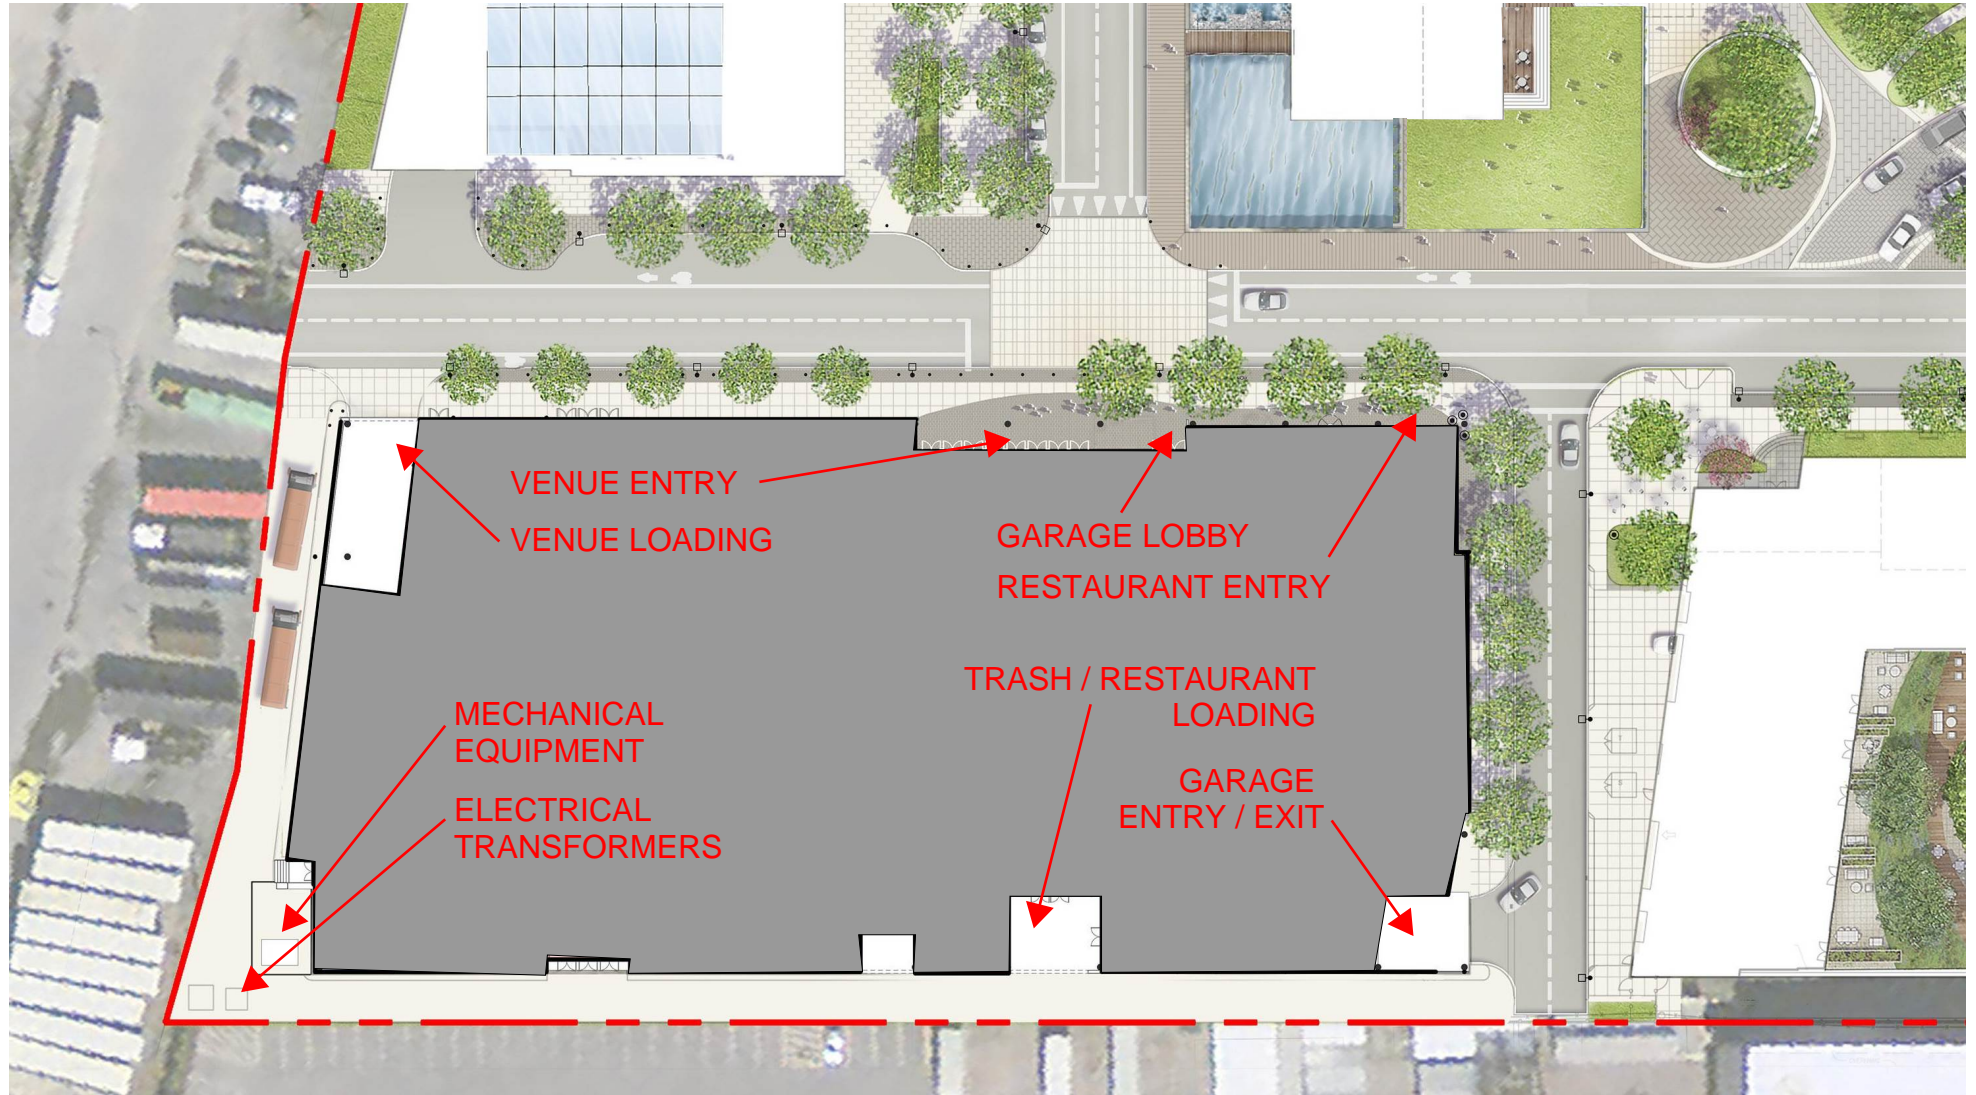 VENUE ENTRY
VENUE LOADING
GARAGE LOBBY
RESTAURANT ENTRY
MECHANICAL
EQUIPMENT
TRASH / RESTAURANT
LOADING
ELECTRICAL
TRANSFORMERS
GARAGE
ENTRY / EXIT